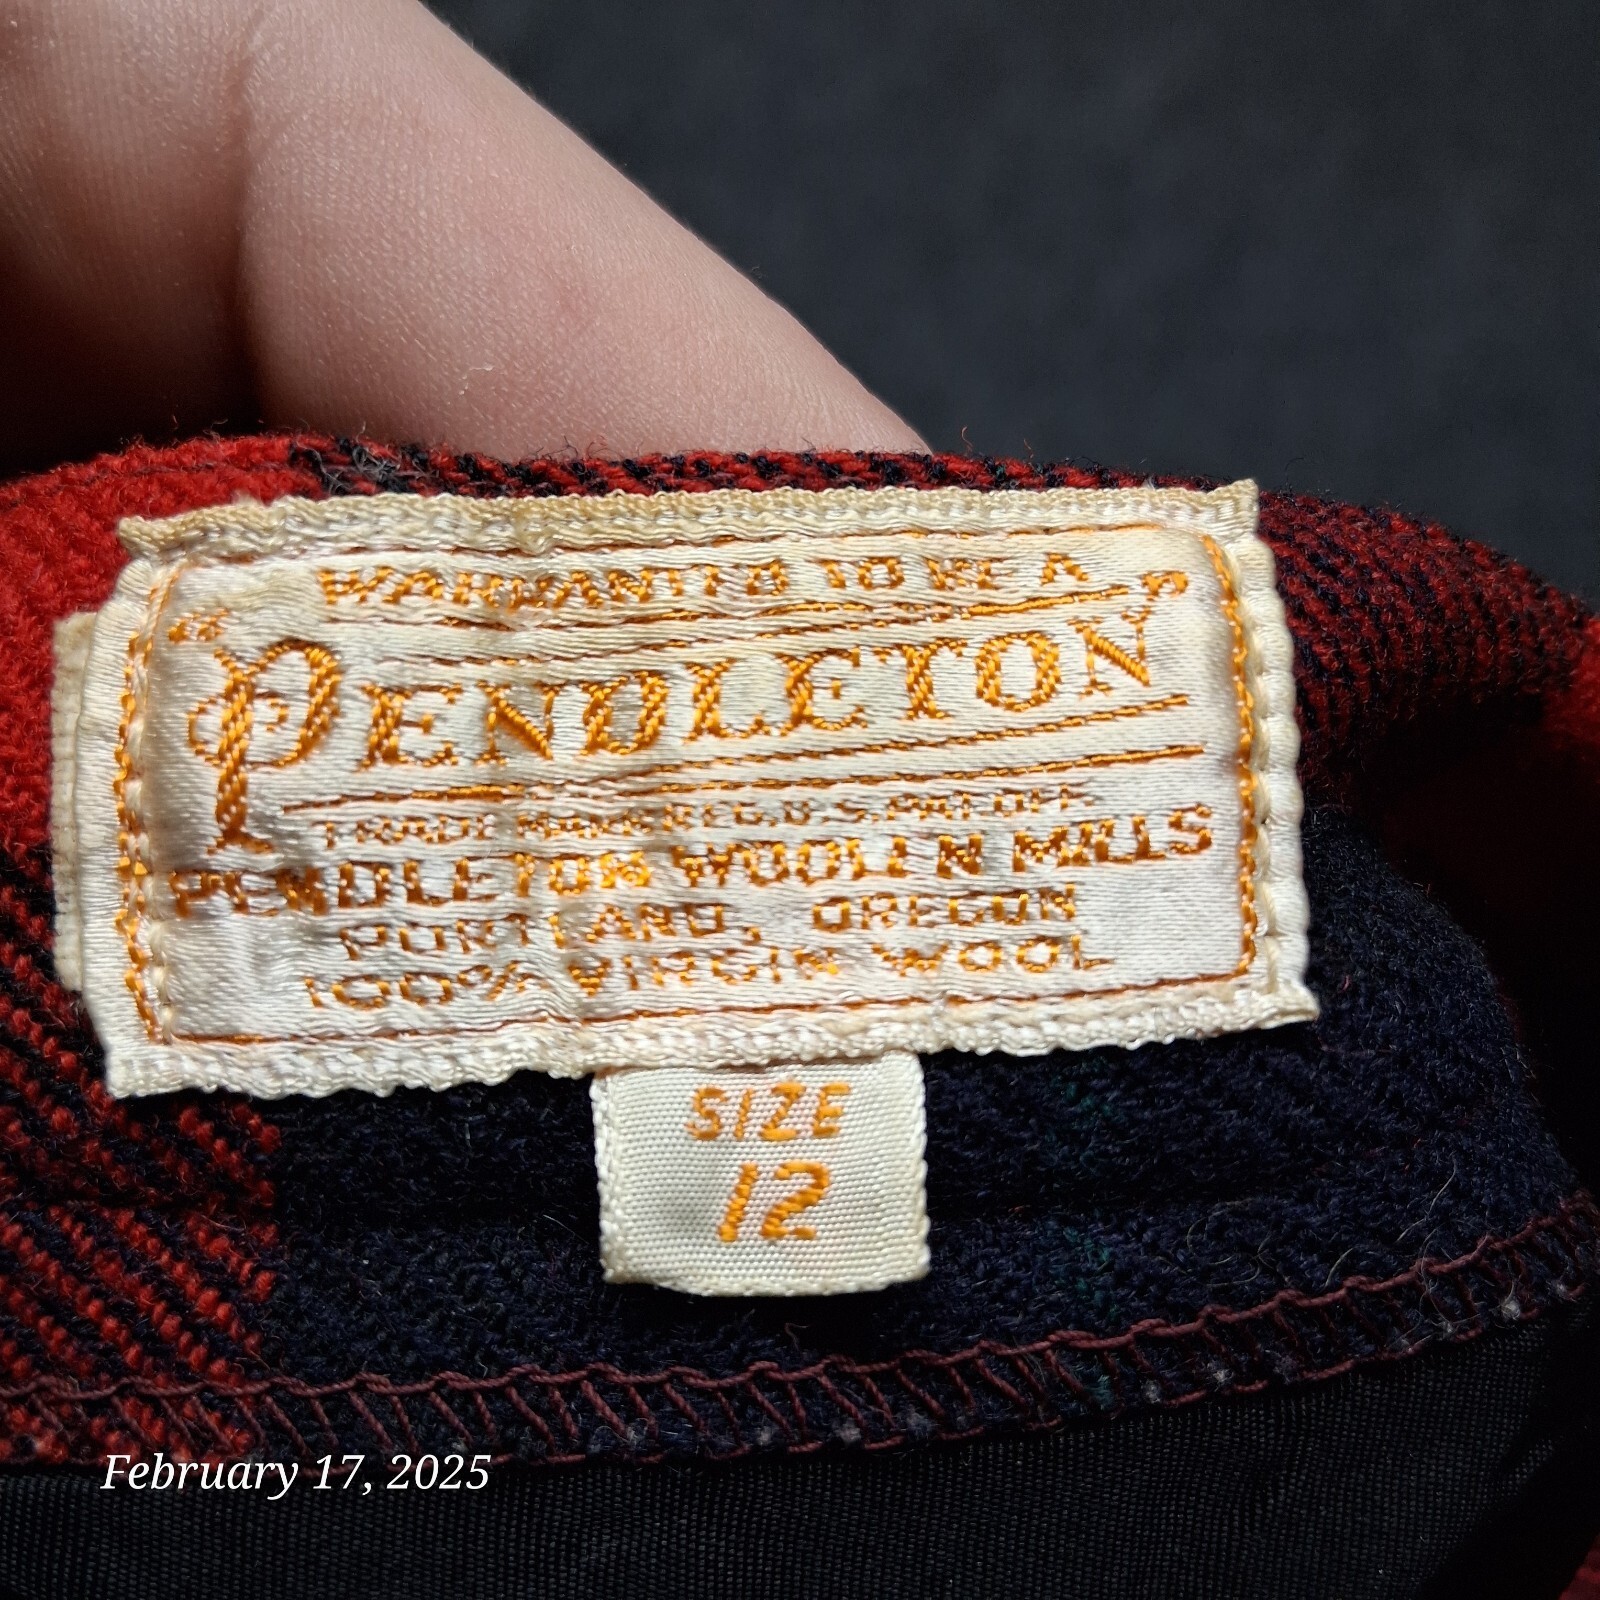 WARRANTED TO BE A
"PENDLETON"
TRADE MARK REG. U.S. PAT. OFF.
PENDLETON WOOLEN MILLS
PORTLAND, OREGON
100% VIRGIN WOOL
SIZE
12
February 17, 2025